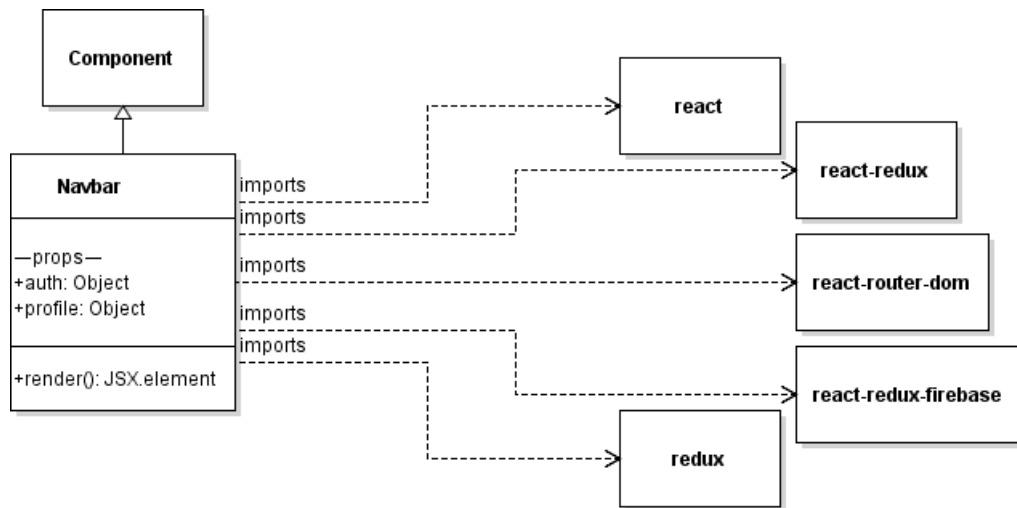 Component
react
Navbar
imports
react-redux
imports
—props—
+auth: Object
+profile: Object
imports
react-router-dom
imports
imports
+render(): JSX.element
react-redux-firebase
redux